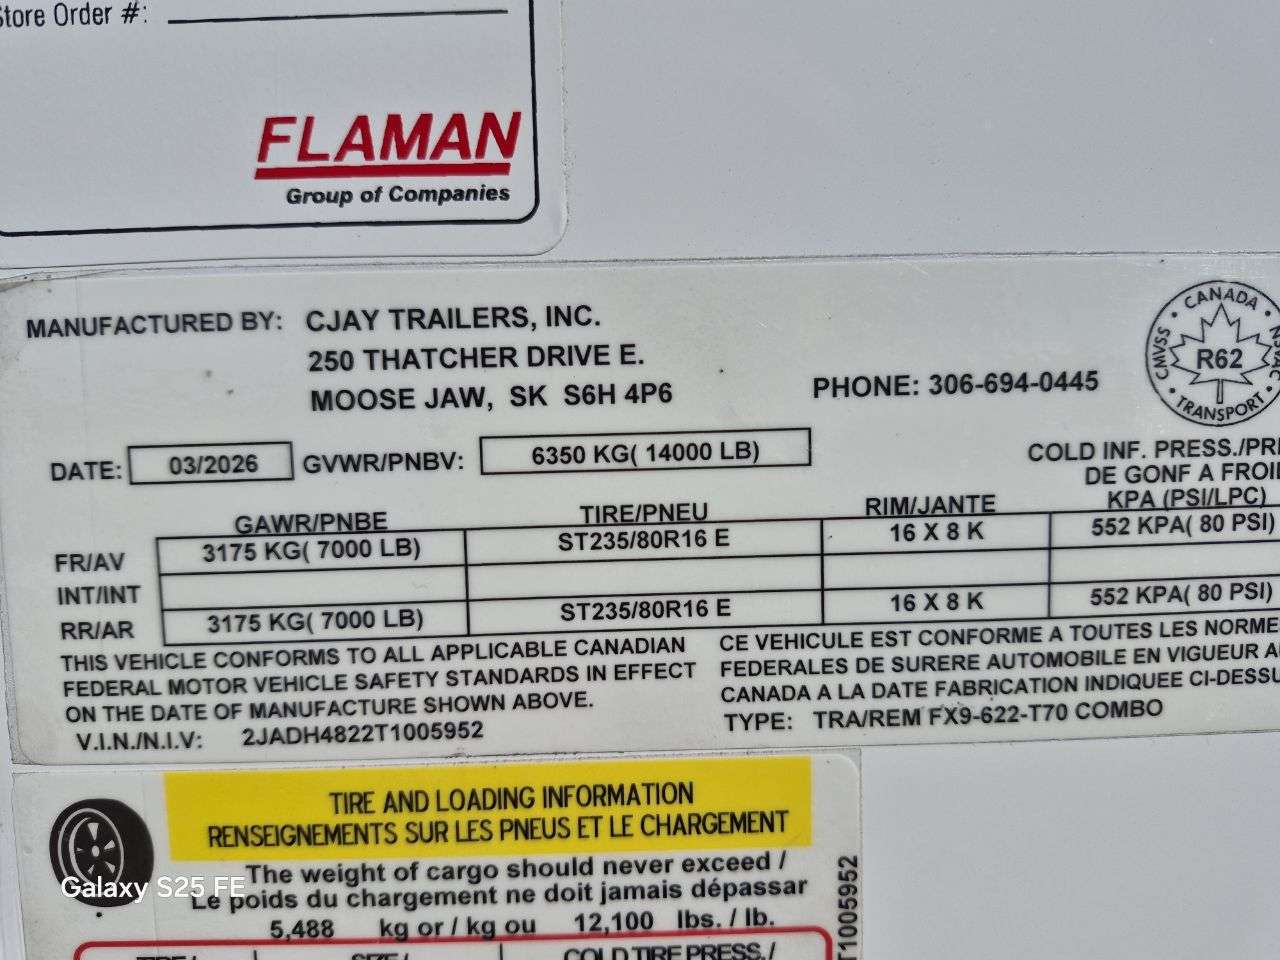 Store Order #:
FLAMAN
Group of Companies
MANUFACTURED BY: CJAY TRAILERS, INC.
250 THATCHER DRIVE E.
MOOSE JAW, SK S6H 4P6
PHONE: 306-694-0445
CANADA
CMVSS
R62
TRANSPORT
DATE: 03/2026 GVWR/PNBV: 6350 KG( 14000 LB)
COLD INF. PRESS./PRE
DE GONF A FROI
KPA (PSI/LPC)
GAWR/PNBE TIRE/PNEU RIM/JANTE
FR/AV 3175 KG( 7000 LB) ST235/80R16 E 16 X 8 K 552 KPA( 80 PSI)
INT/INT
RR/AR 3175 KG( 7000 LB) ST235/80R16 E 16 X 8 K 552 KPA( 80 PSI)
THIS VEHICLE CONFORMS TO ALL APPLICABLE CANADIAN
FEDERAL MOTOR VEHICLE SAFETY STANDARDS IN EFFECT
ON THE DATE OF MANUFACTURE SHOWN ABOVE.
V.I.N./N.I.V: 2JADH4822T1005952
CE VEHICULE EST CONFORME A TOUTES LES NORME
FEDERALES DE SURERE AUTOMOBILE EN VIGUEUR A
CANADA A LA DATE FABRICATION INDIQUEE CI-DESSU
TYPE: TRA/REM FX9-622-T70 COMBO
TIRE AND LOADING INFORMATION
RENSEIGNEMENTS SUR LES PNEUS ET LE CHARGEMENT
The weight of cargo should never exceed /
Le poids du chargement ne doit jamais dépassar
5,488 kg or / kg ou 12,100 lbs. / lb.
T1005952
TIRE / SIZE / COLD TIRE PRESS. /
Galaxy S25 FE